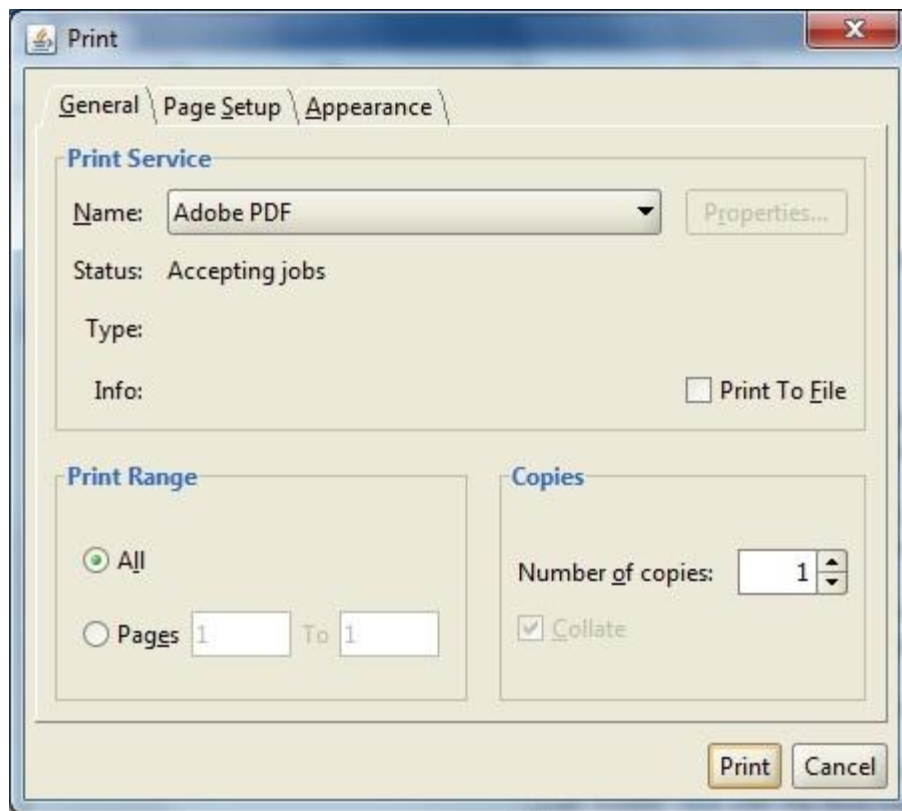 Print
General Page Setup Appearance
Print Service
Name: Adobe PDF Properties...
Status: Accepting jobs
Type:
Info: Print To File
Print Range
All
Pages 1 To 1
Copies
Number of copies: 1
Collate
Print Cancel